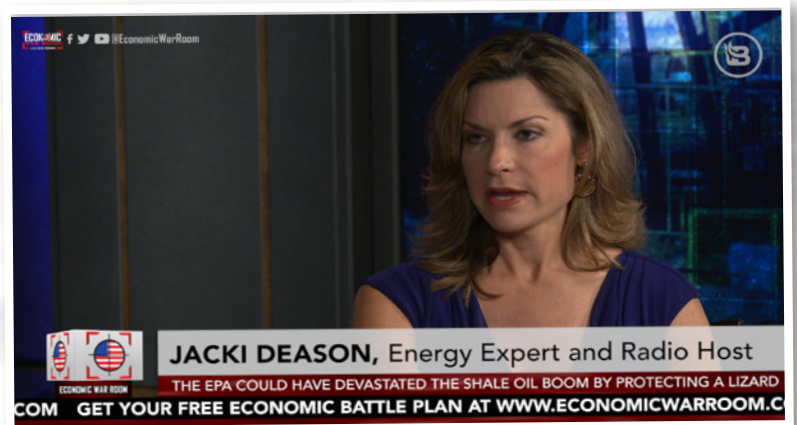 ECONOMIC
@EconomicWarRoom
JACKI DEASON, Energy Expert and Radio Host
ECONOMIC WAR ROOM
THE EPA COULD HAVE DEVASTATED THE SHALE OIL BOOM BY PROTECTING A LIZARD
.COM GET YOUR FREE ECONOMIC BATTLE PLAN AT WWW.ECONOMICWARROOM.C